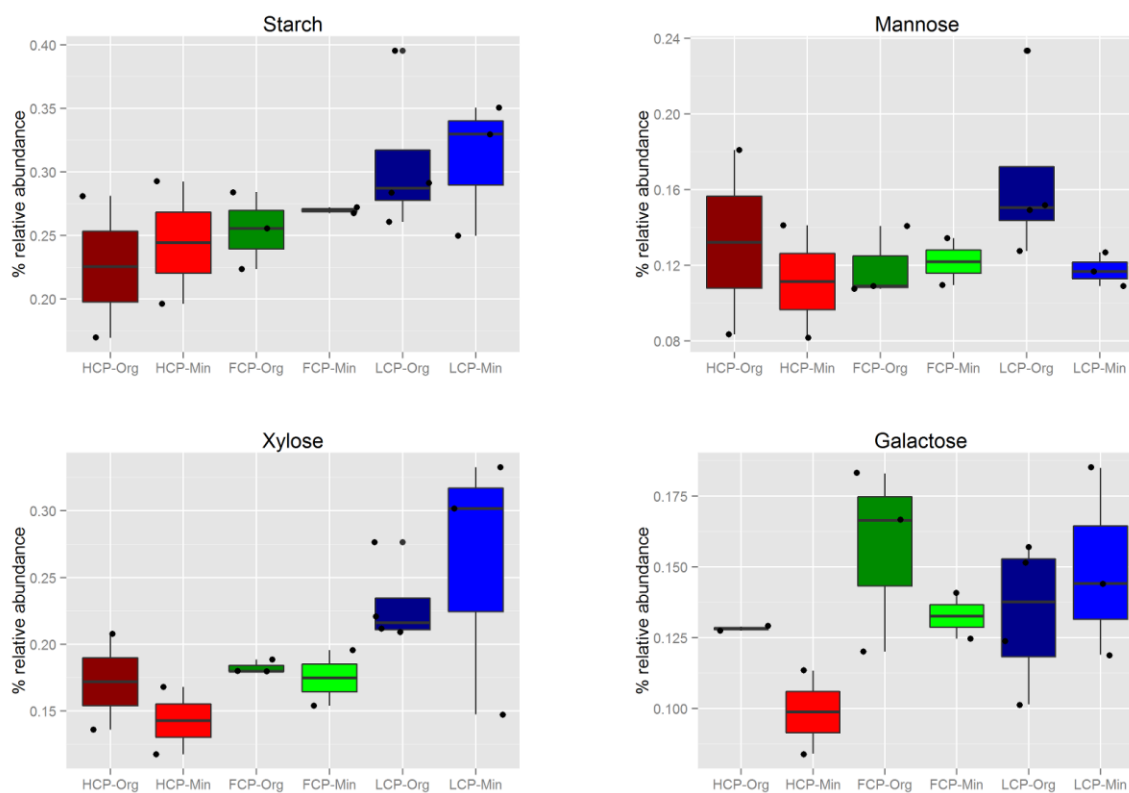 Starch
% relative abundance
0.40
0.35
0.30
0.25
0.20
HCP-Org HCP-Min FCP-Org FCP-Min LCP-Org LCP-Min
Mannose
% relative abundance
0.24
0.20
0.16
0.12
0.08
HCP-Org HCP-Min FCP-Org FCP-Min LCP-Org LCP-Min
Xylose
% relative abundance
0.30
0.25
0.20
0.15
HCP-Org HCP-Min FCP-Org FCP-Min LCP-Org LCP-Min
Galactose
% relative abundance
0.175
0.150
0.125
0.100
HCP-Org HCP-Min FCP-Org FCP-Min LCP-Org LCP-Min